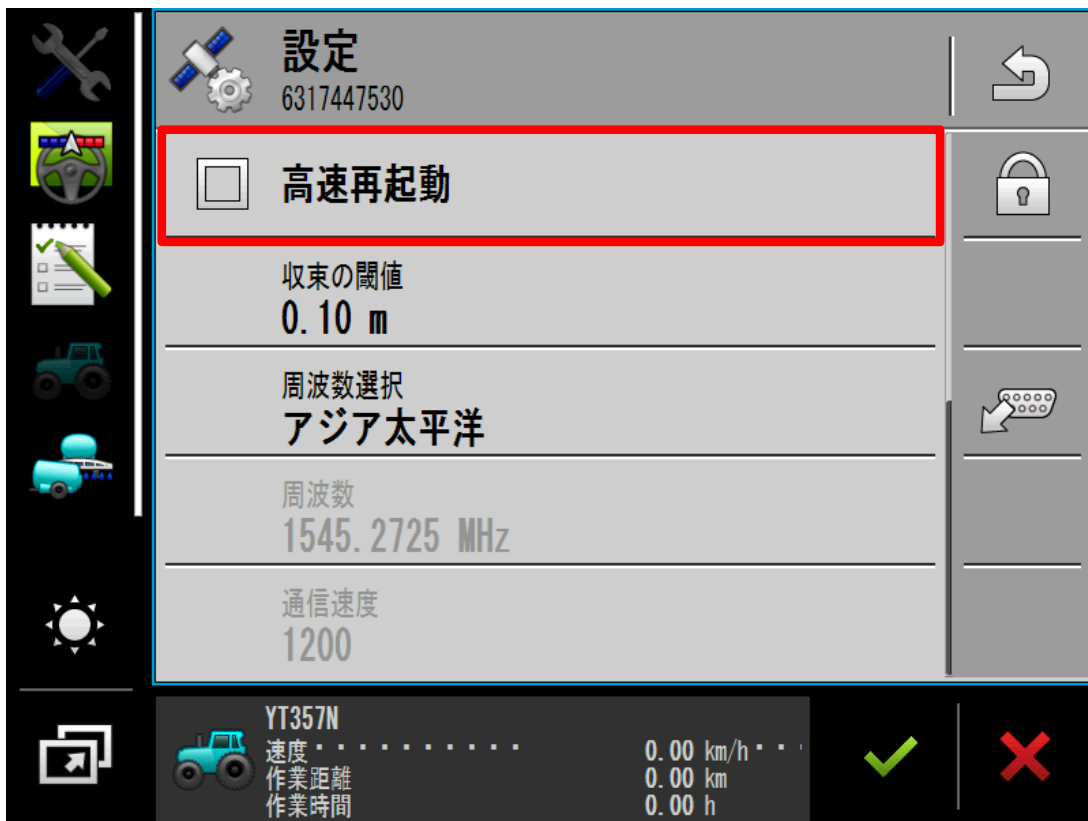 設定
6317447530
高速再起動
収束の閾値
0.10 m
周波数選択
アジア太平洋
周波数
1545.2725 MHz
通信速度
1200
YT357N
速度・・・・・・・・・・ 0.00 km/h・・・
作業距離 0.00 km
作業時間 0.00 h